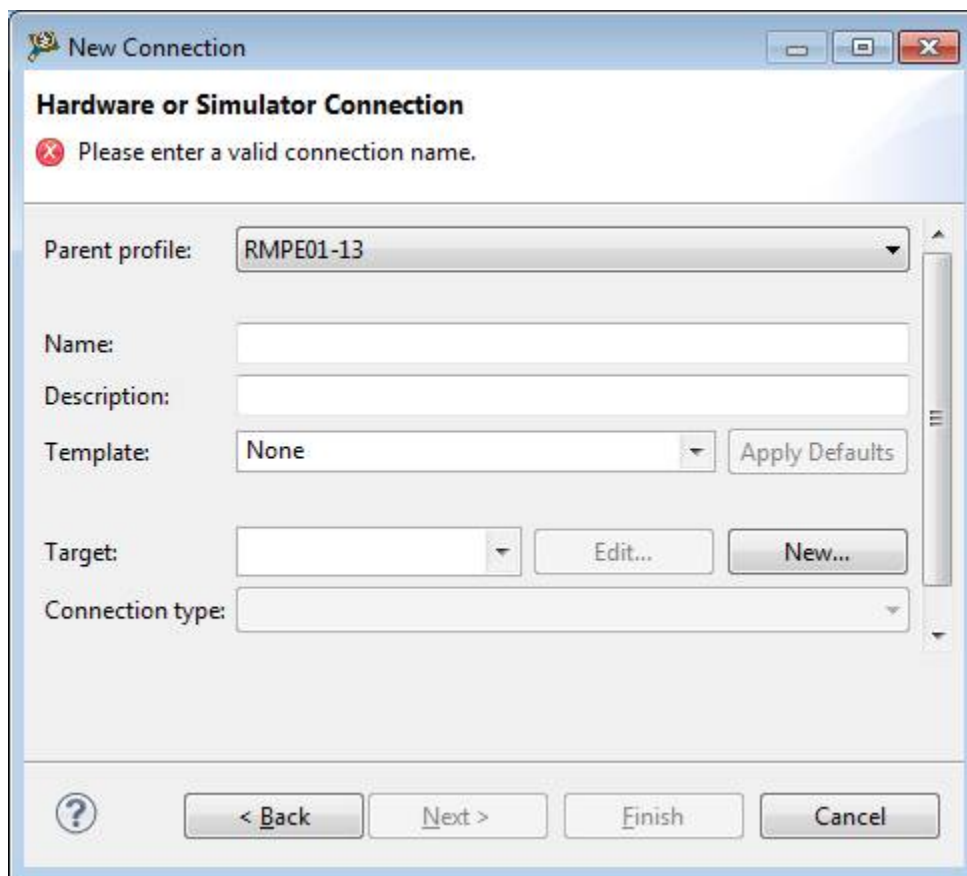 New Connection
Hardware or Simulator Connection
Please enter a valid connection name.
Parent profile: RMPE01-13
Name:
Description:
Template: None Apply Defaults
Target: Edit... New...
Connection type:
? < Back Next > Finish Cancel